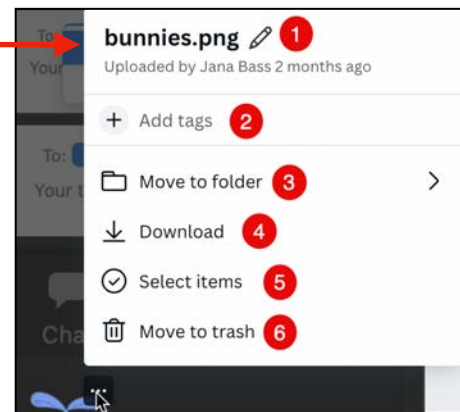 To:
bunnies.png 1
Uploaded by Jana Bass 2 months ago
+ Add tags 2
To:
Your t
Move to folder 3
Download 4
Select items 5
Cha
Move to trash 6